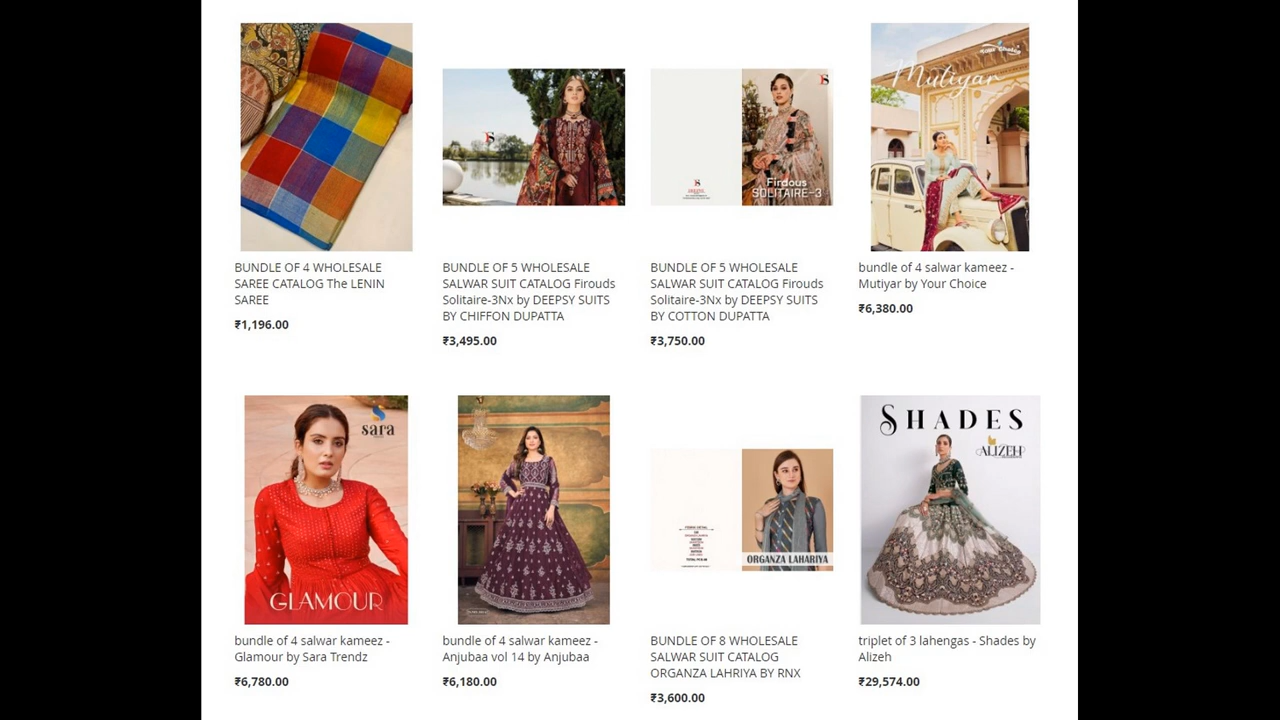 Your Choice
Mutiyar
Firdous
SOLITAIRE-3
BUNDLE OF 4 WHOLESALE
SAREE CATALOG The LENIN
SAREE
₹1,196.00
BUNDLE OF 5 WHOLESALE
SALWAR SUIT CATALOG Firouds
Solitaire-3Nx by DEEPSY SUITS
BY CHIFFON DUPATTA
₹3,495.00
BUNDLE OF 5 WHOLESALE
SALWAR SUIT CATALOG Firouds
Solitaire-3Nx by DEEPSY SUITS
BY COTTON DUPATTA
₹3,750.00
bundle of 4 salwar kameez -
Mutiyar by Your Choice
₹6,380.00
sara
GLAMOUR
ORGANZA LAHARIYA
SHADES
ALIZEH
bundle of 4 salwar kameez -
Glamour by Sara Trendz
₹6,780.00
bundle of 4 salwar kameez -
Anjubaa vol 14 by Anjubaa
₹6,180.00
BUNDLE OF 8 WHOLESALE
SALWAR SUIT CATALOG
ORGANZA LAHRIYA BY RNX
₹3,600.00
triplet of 3 lahengas - Shades by
Alizeh
₹29,574.00